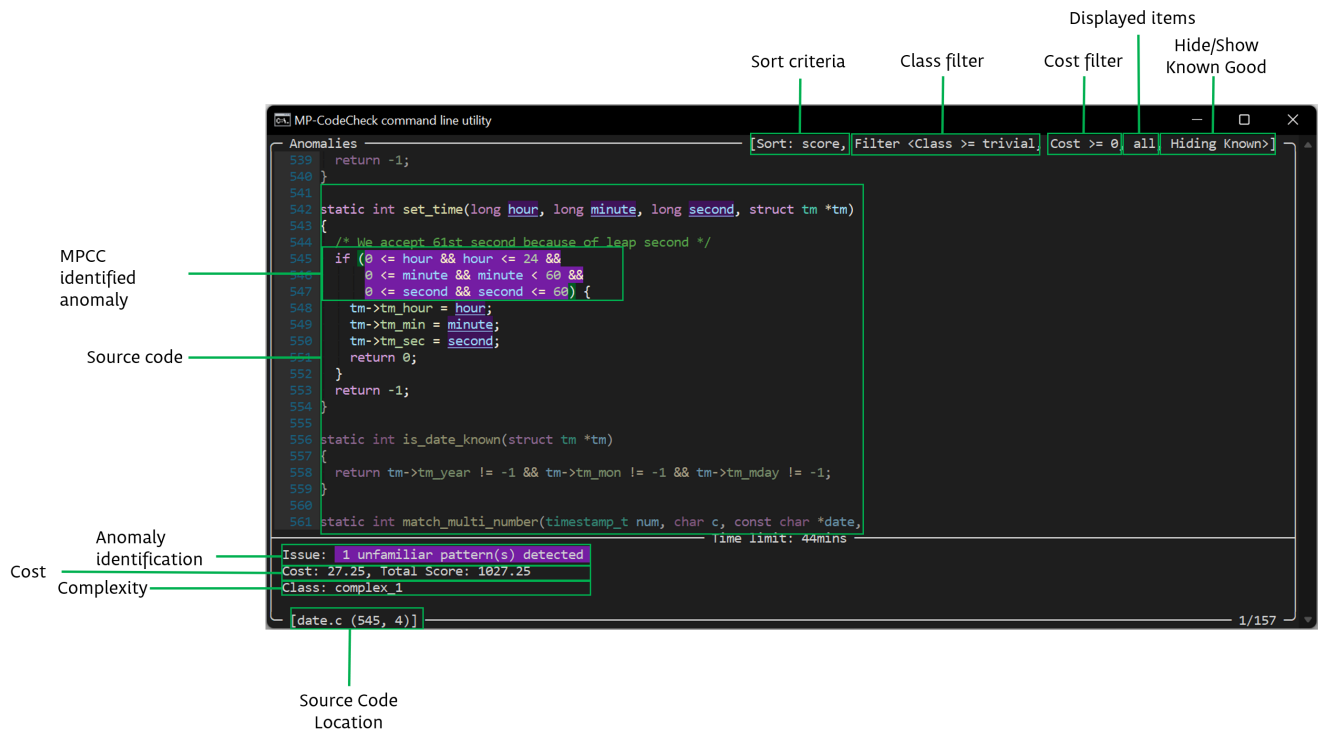 Displayed items
Sort criteria
Class filter
Cost filter
Hide/Show
Known Good
MP-CodeCheck command line utility
Anomalies
[Sort: score, Filter <Class >= trivial, Cost >= 0, all, Hiding Known>]
539 return -1;
540 }
541
542 static int set_time(long hour, long minute, long second, struct tm *tm)
543 {
544 /* We accept 61st second because of leap second */
545 if (0 <= hour && hour <= 24 &&
546 0 <= minute && minute < 60 &&
547 0 <= second && second <= 60) {
548 tm->tm_hour = hour;
549 tm->tm_min = minute;
550 tm->tm_sec = second;
551 return 0;
552 }
553 return -1;
554 }
555
556 static int is_date_known(struct tm *tm)
557 {
558 return tm->tm_year != -1 && tm->tm_mon != -1 && tm->tm_mday != -1;
559 }
560
561 static int match_multi_number(timestamp_t num, char c, const char *date,
Time limit: 44mins
Issue: 1 unfamiliar pattern(s) detected
Cost: 27.25, Total Score: 1027.25
Class: complex_1
[date.c (545, 4)]
1/157
MPCC
identified
anomaly
Source code
Anomaly
identification
Cost
Complexity
Source Code
Location